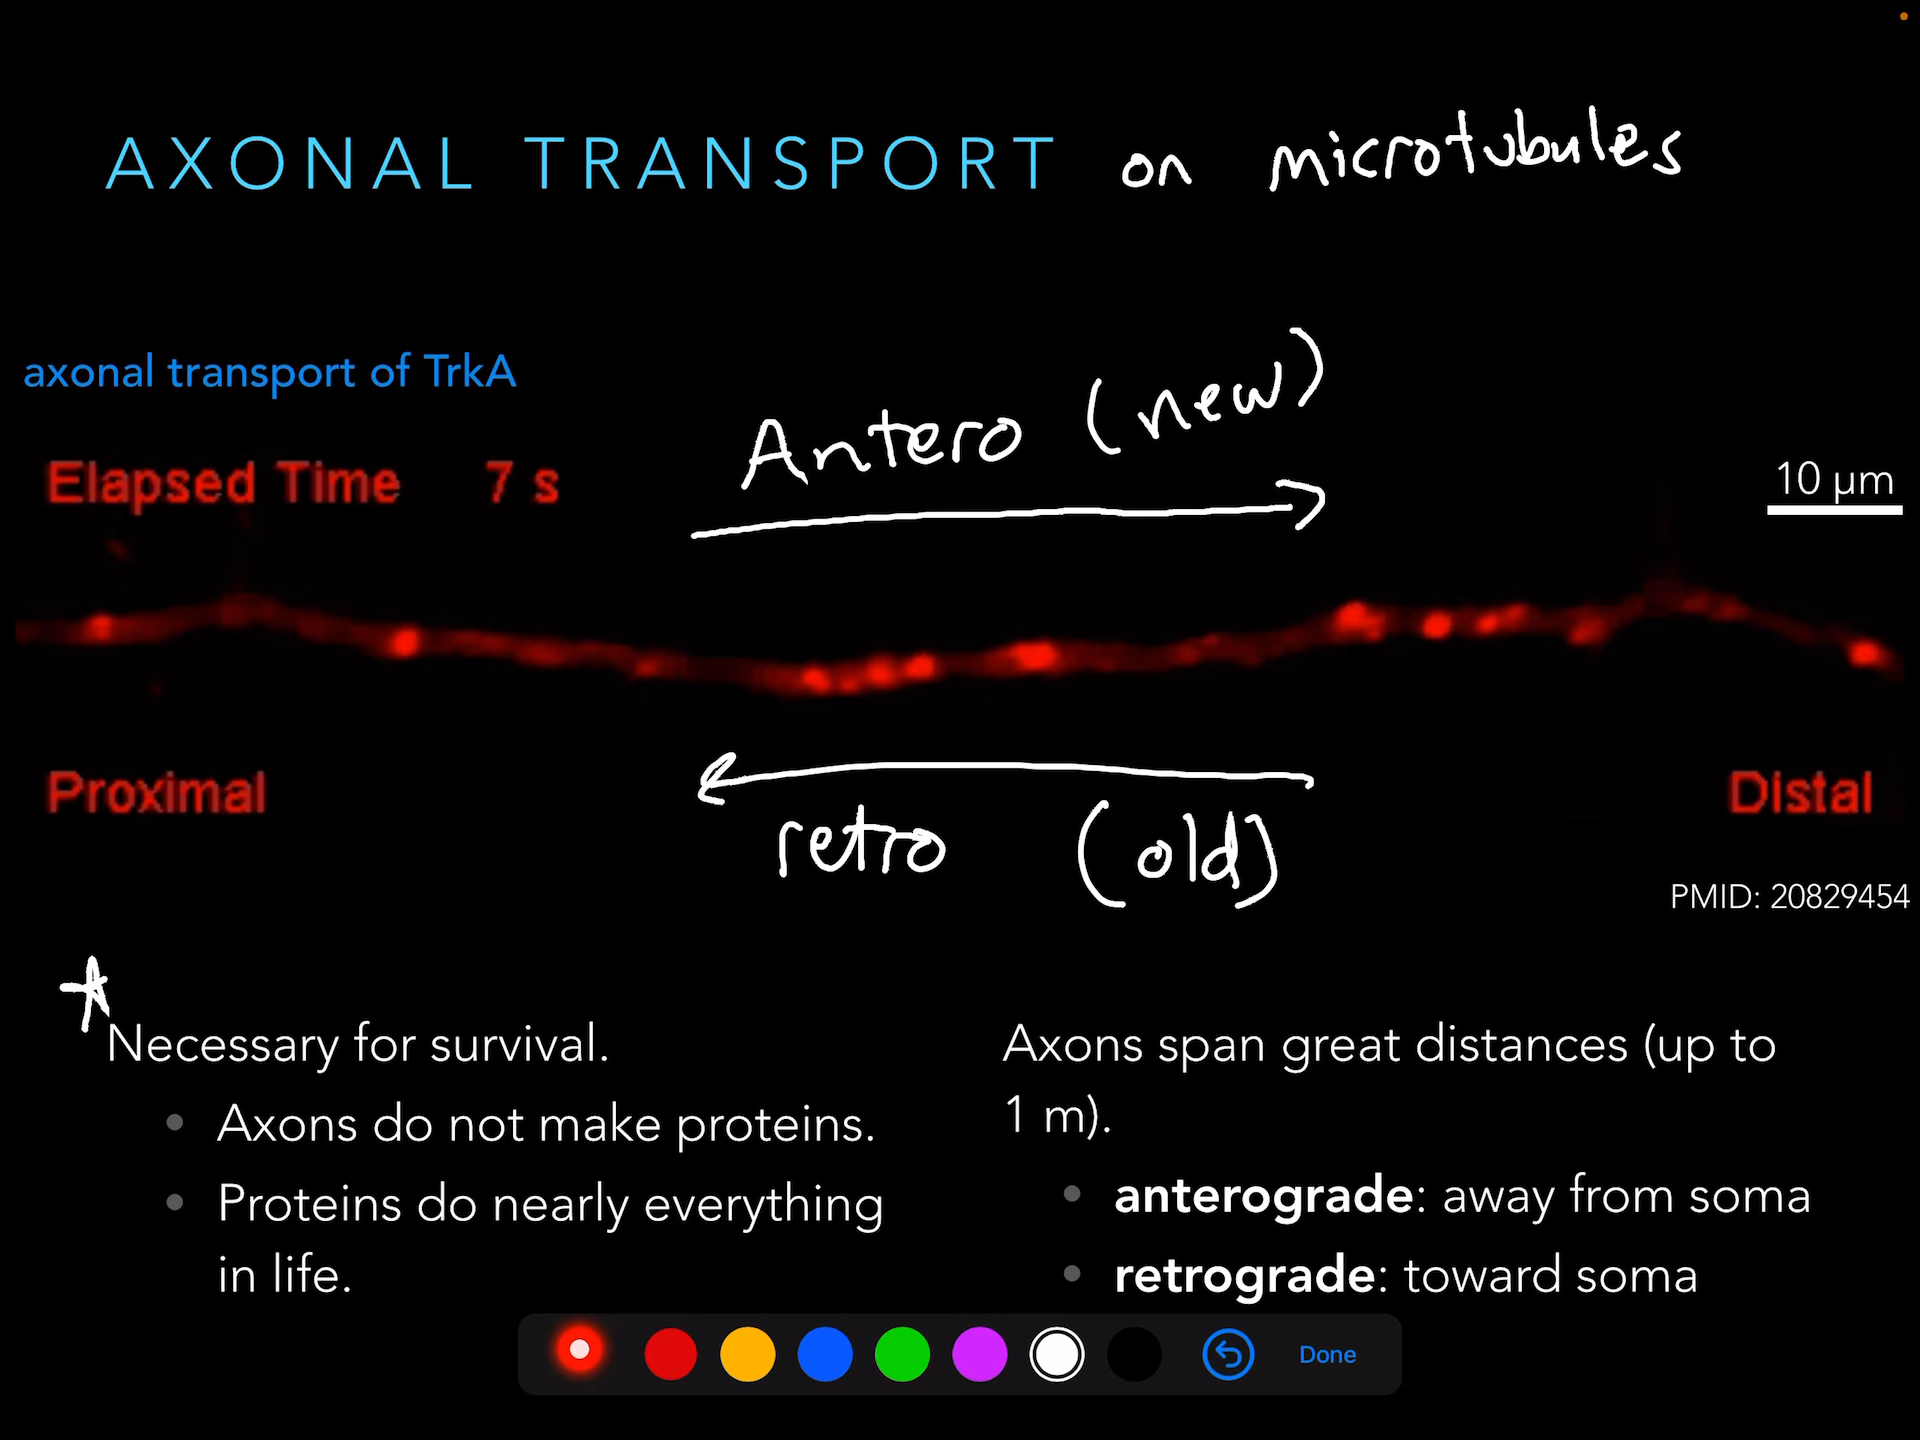 AXONAL TRANSPORT on microtubules
axonal transport of TrkA
Antero (new)
Elapsed Time 7 s
10 µm
Proximal
Distal
retro (old)
PMID: 20829454
Necessary for survival.
• Axons do not make proteins.
• Proteins do nearly everything
in life.
Axons span great distances (up to
1 m).
• anterograde: away from soma
• retrograde: toward soma
Done